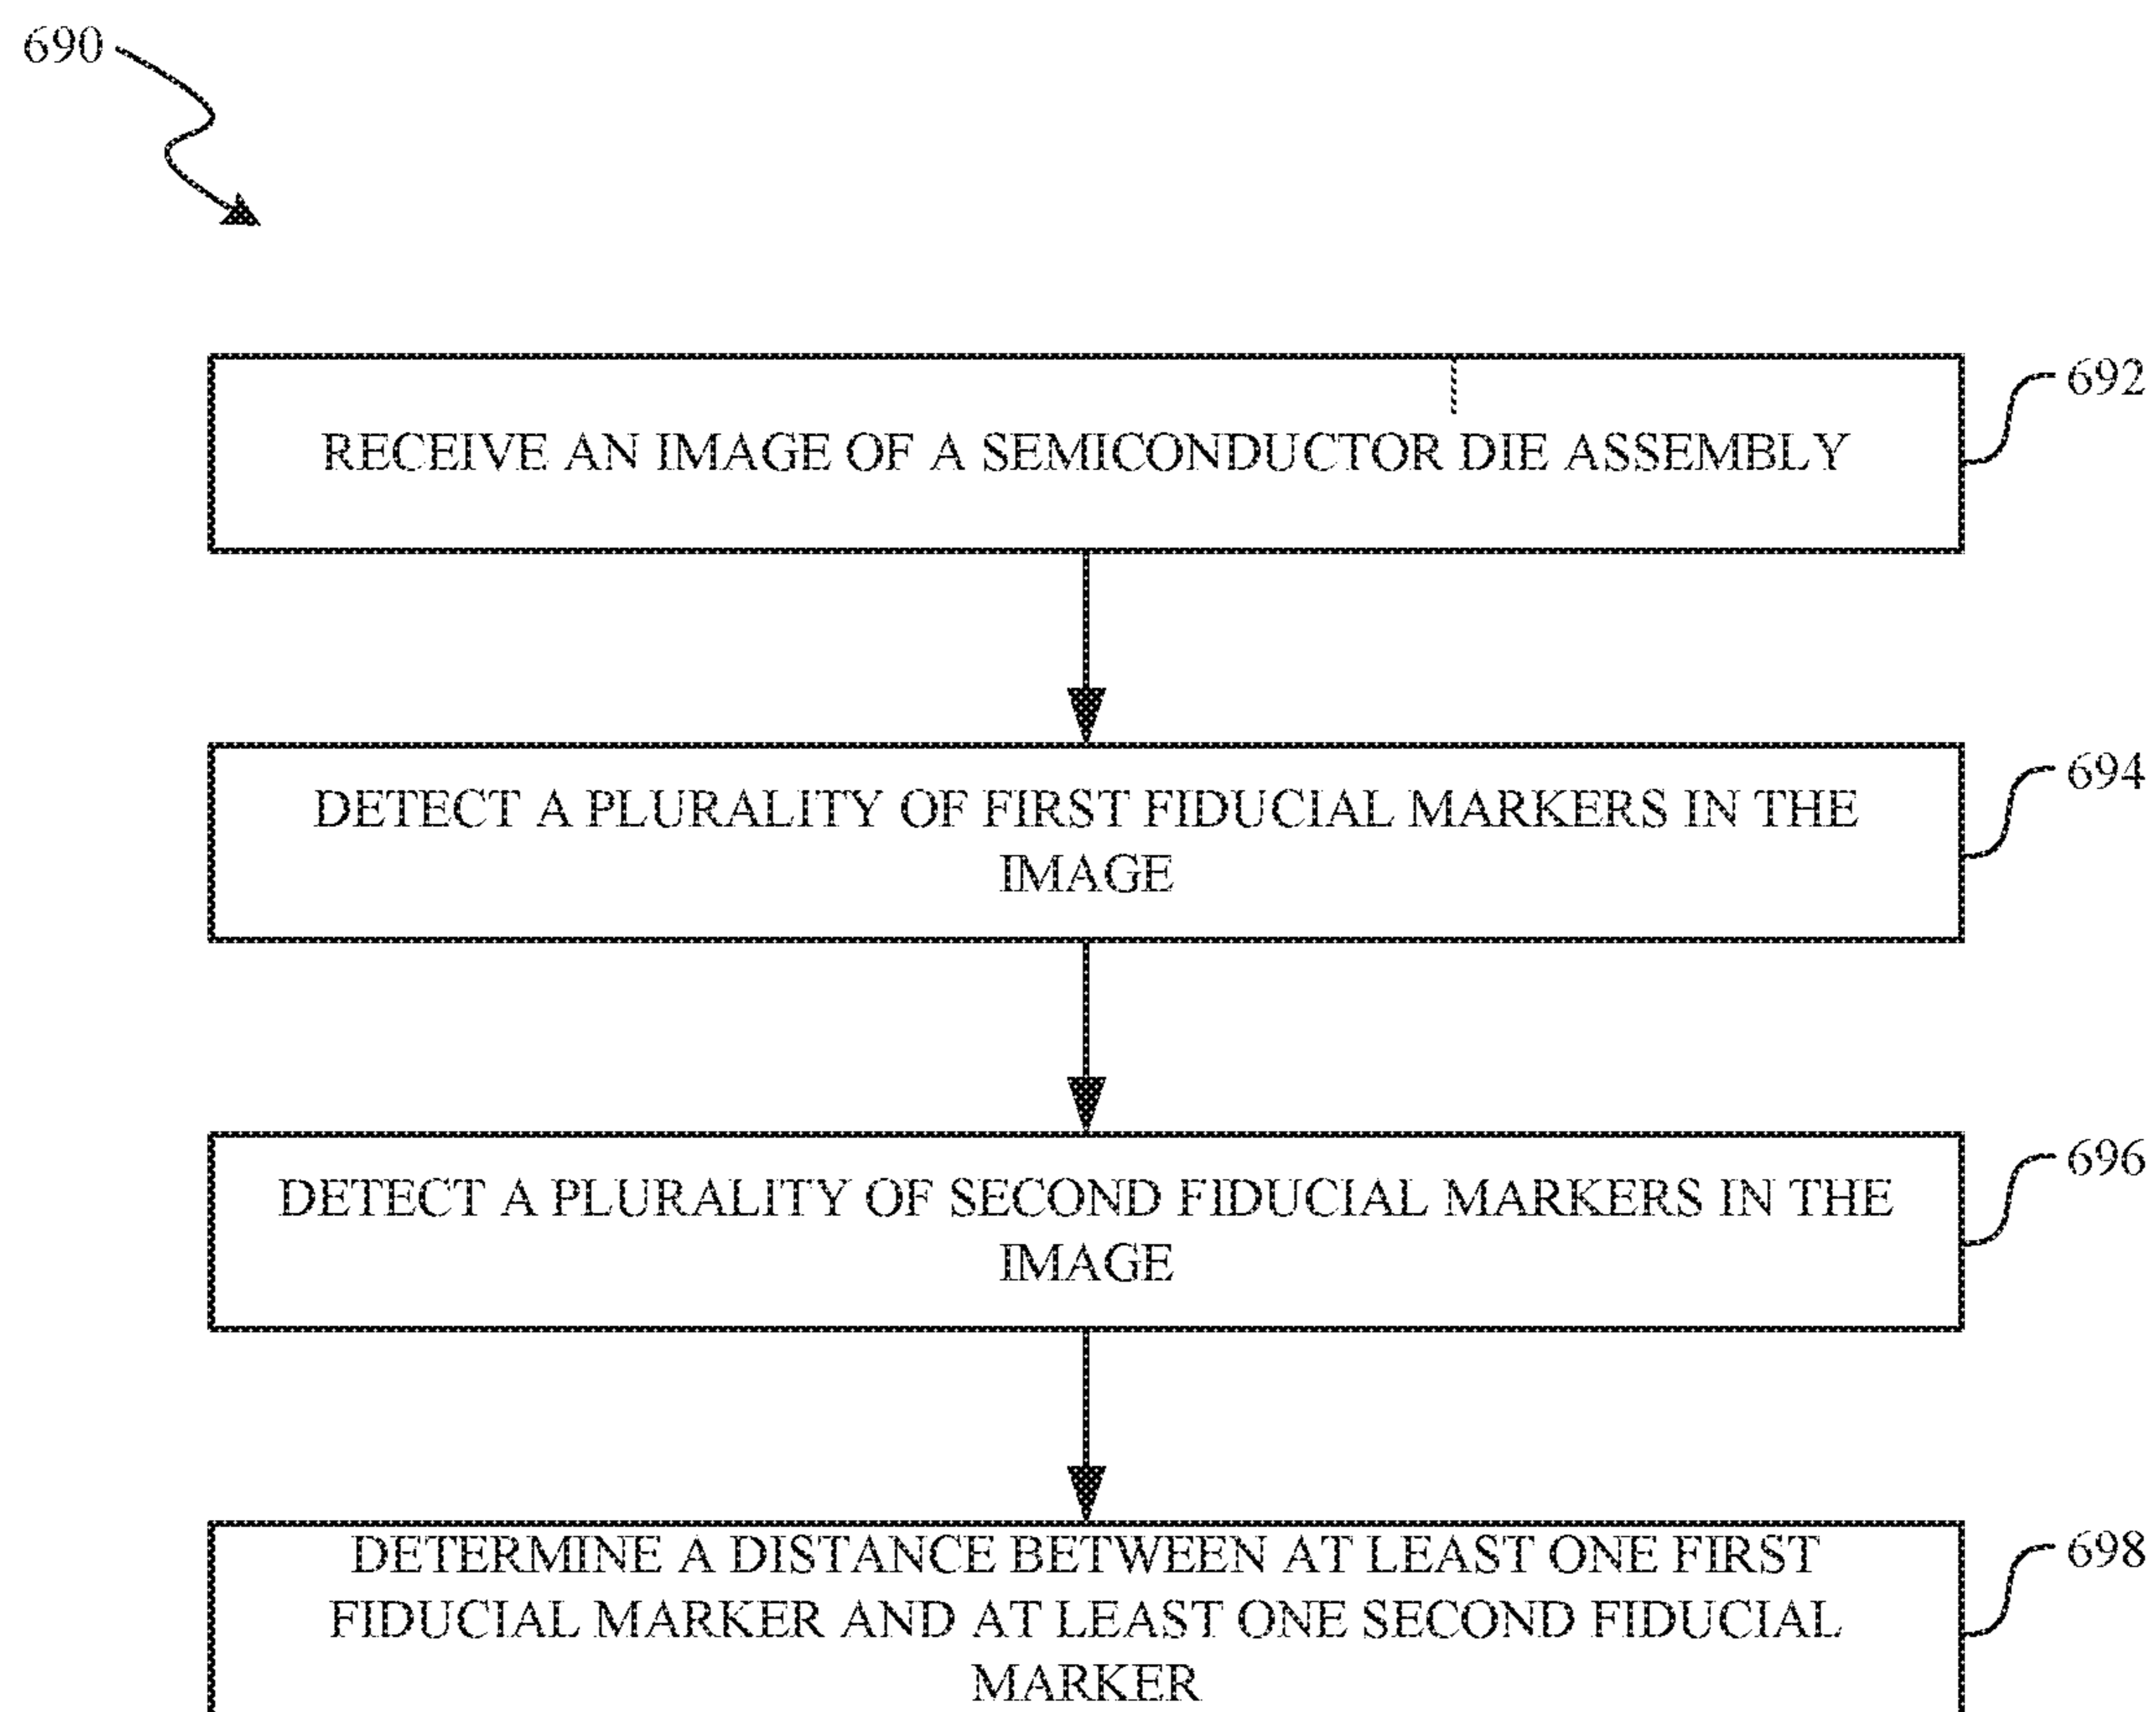 690
RECEIVE AN IMAGE OF A SEMICONDUCTOR DIE ASSEMBLY
692
DETECT A PLURALITY OF FIRST FIDUCIAL MARKERS IN THE
IMAGE
694
DETECT A PLURALITY OF SECOND FIDUCIAL MARKERS IN THE
IMAGE
696
DETERMINE A DISTANCE BETWEEN AT LEAST ONE FIRST
FIDUCIAL MARKER AND AT LEAST ONE SECOND FIDUCIAL
MARKER
698